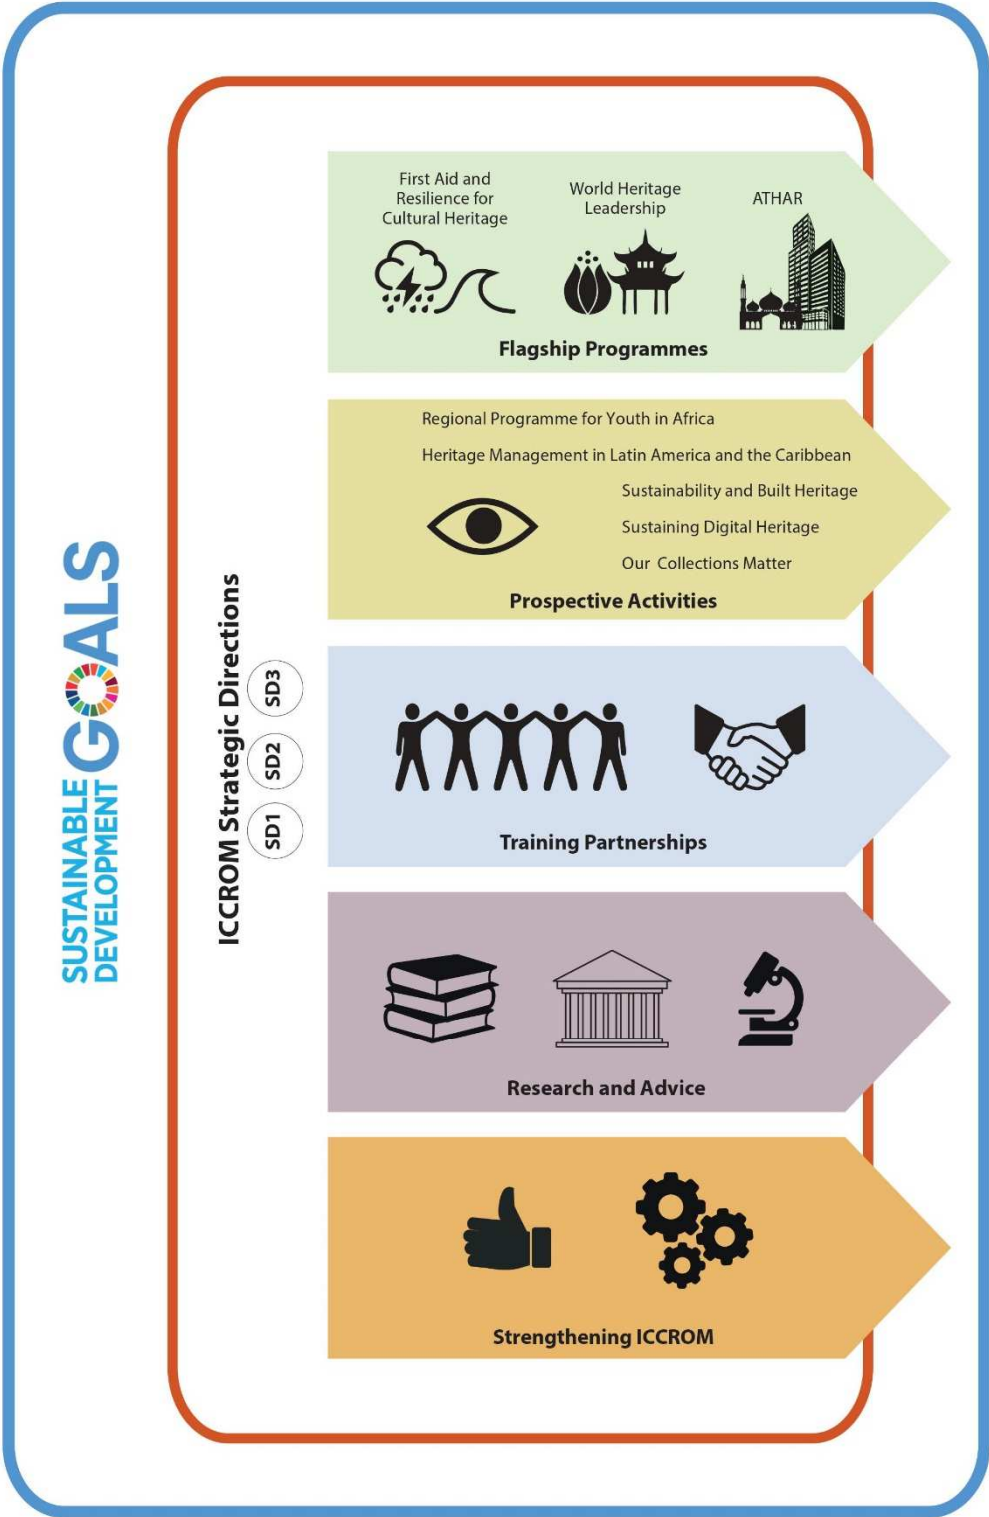 SUSTAINABLE
DEVELOPMENT
GOALS
ICCROM Strategic Directions
SD1
SD2
SD3
First Aid and
Resilience for
Cultural Heritage
World Heritage
Leadership
ATHAR
Flagship Programmes
Regional Programme for Youth in Africa
Heritage Management in Latin America and the Caribbean
Sustainability and Built Heritage
Sustaining Digital Heritage
Our Collections Matter
Prospective Activities
Training Partnerships
Research and Advice
Strengthening ICCROM